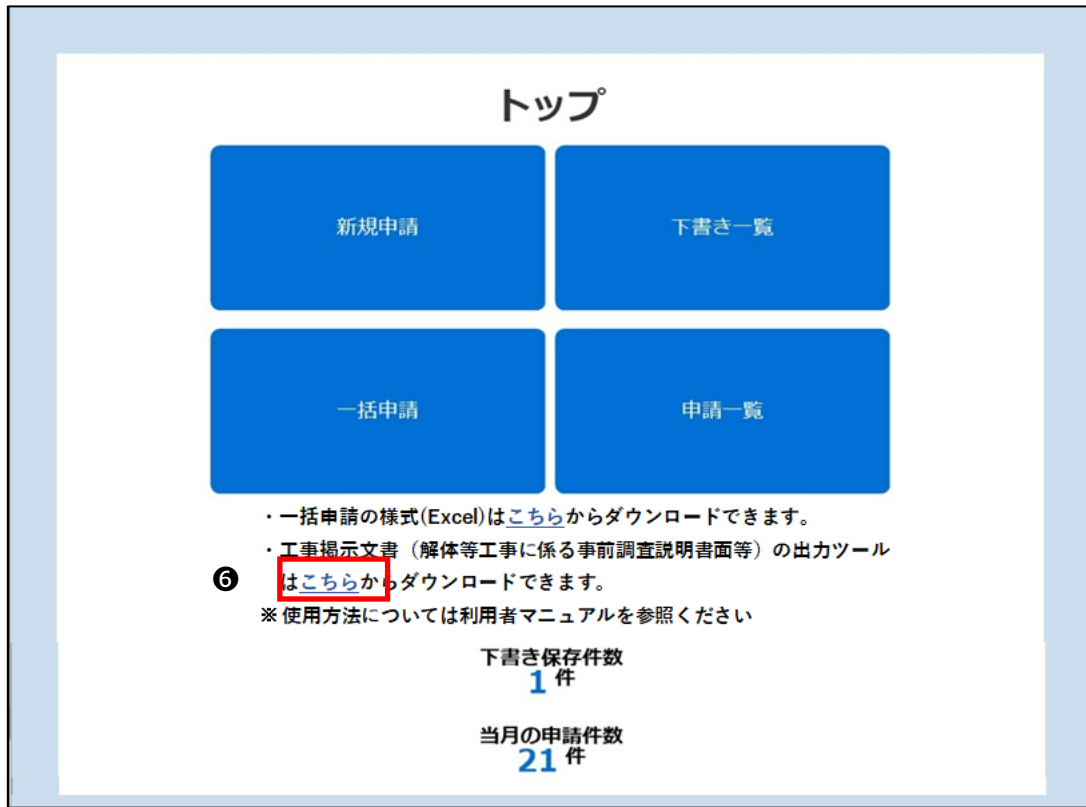 トップ
新規申請
下書き一覧
一括申請
申請一覧
・一括申請の様式(Excel)はこちらからダウンロードできます。
・工事掲示文書（解体等工事に係る事前調査説明書面等）の出力ツール
❻ はこちらからダウンロードできます。
※使用方法については利用者マニュアルを参照ください
下書き保存件数
1 件
当月の申請件数
21 件